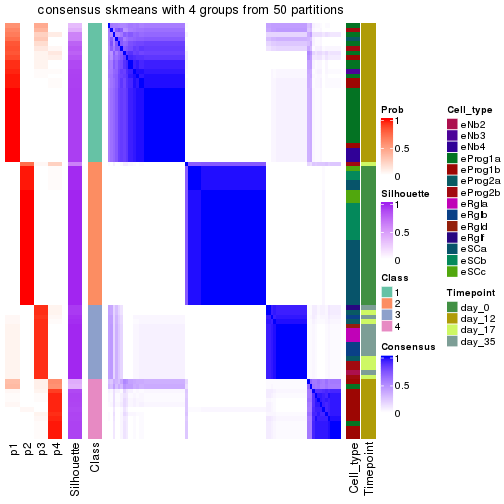 consensus skmeans with 4 groups from 50 partitions
Prob
1
0.5
0
Silhouette
1
0.5
0
Class
1
2
3
4
Consensus
1
0.5
0
Cell_type
eNb2
eNb3
eNb4
eProg1a
eProg1b
eProg2a
eProg2b
eRgla
eRglb
eRgld
eRglf
eSCa
eSCb
eSCc
Timepoint
day_0
day_12
day_17
day_35
p1
p2
p3
p4
Silhouette
Class
Cell_type
Timepoint